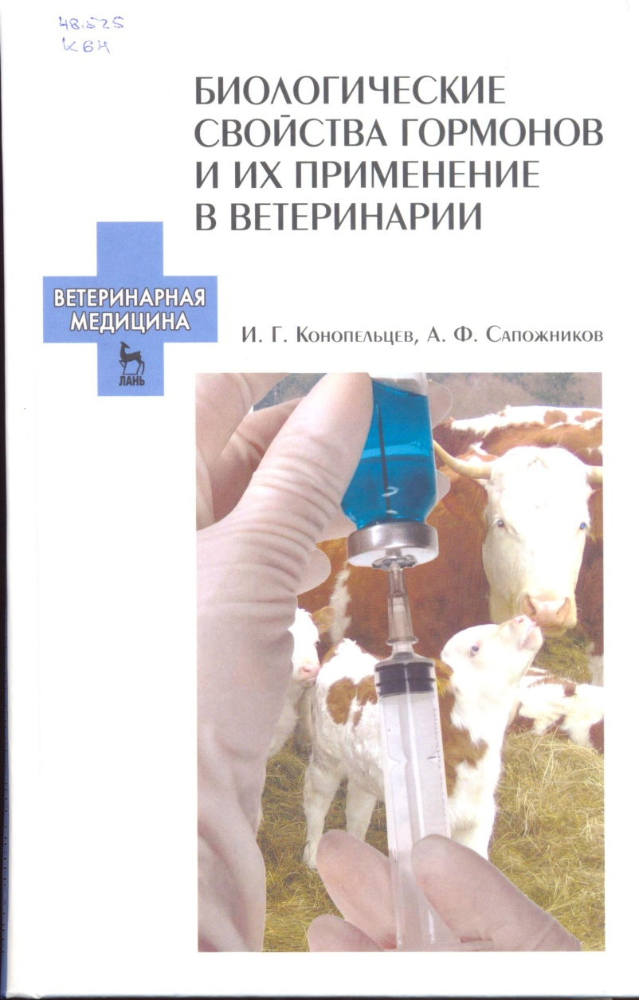 48.525
К64
БИОЛОГИЧЕСКИЕ
СВОЙСТВА ГОРМОНОВ
И ИХ ПРИМЕНЕНИЕ
В ВЕТЕРИНАРИИ
ВЕТЕРИНАРНАЯ
МЕДИЦИНА
ЛАНЬ
И. Г. Конопельцев, А. Ф. Сапожников